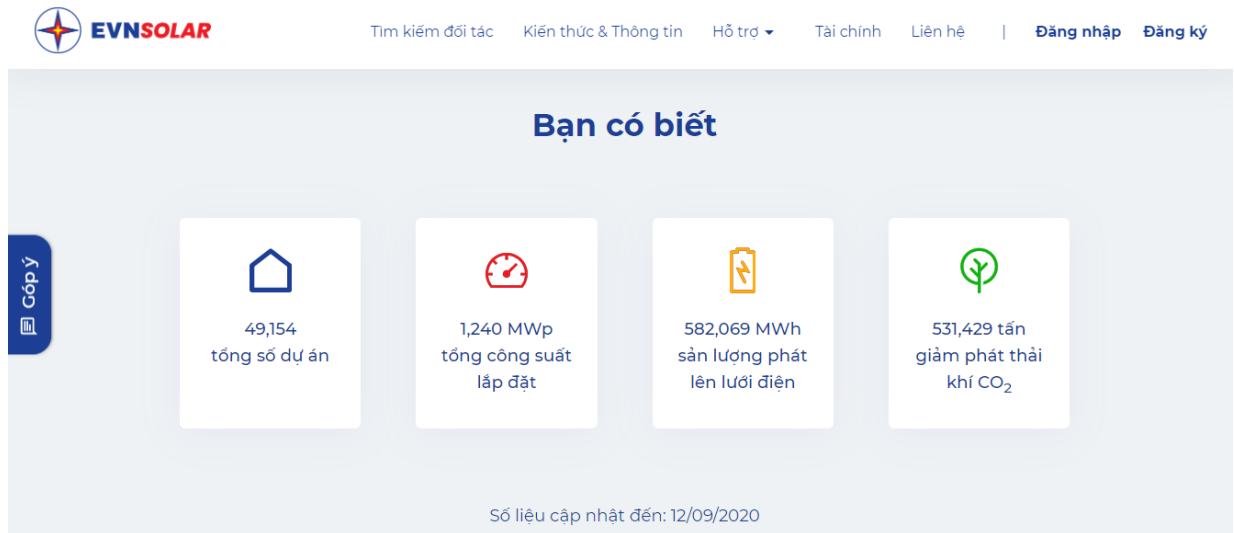 EVNSOLAR
Tìm kiếm đối tác Kiến thức & Thông tin Hỗ trợ Tài chính Liên hệ | Đăng nhập Đăng ký
Bạn có biết
Góp ý
49,154
tổng số dự án
1,240 MWp
tổng công suất
lắp đặt
582,069 MWh
sản lượng phát
lên lưới điện
531,429 tấn
giảm phát thải
khí CO₂
Số liệu cập nhật đến: 12/09/2020